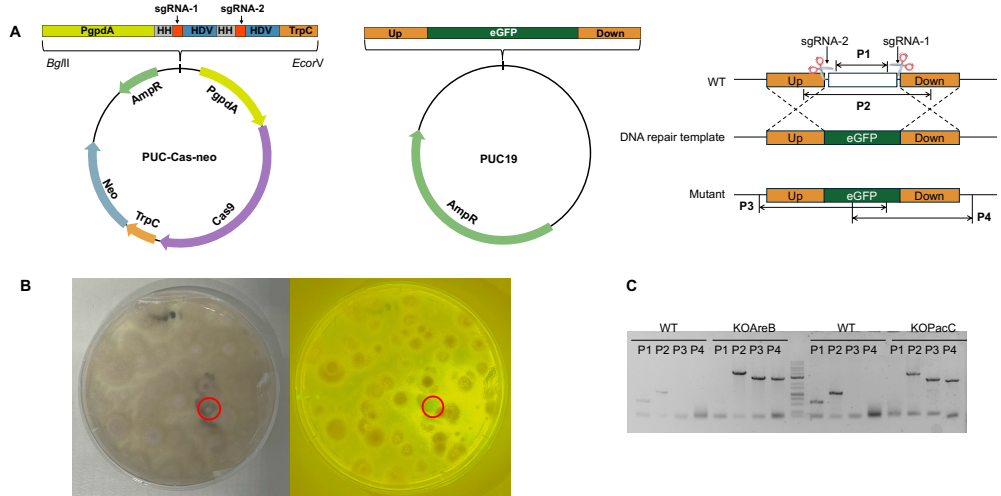 A
sgRNA-1 sgRNA-2
PgpdA HH HDV HH HDV TrpC
BglII EcorV
AmpR
PgpdA
PUC-Cas-neo
Neo
Cas9
TrpC
Up eGFP Down
PUC19
AmpR
sgRNA-2 P1 sgRNA-1
WT Up Down
P2
DNA repair template Up eGFP Down
Mutant Up eGFP Down
P3 P4
B
C
WT KOAreB WT KOPacC
P1 P2 P3 P4 P1 P2 P3 P4 P1 P2 P3 P4 P1 P2 P3 P4